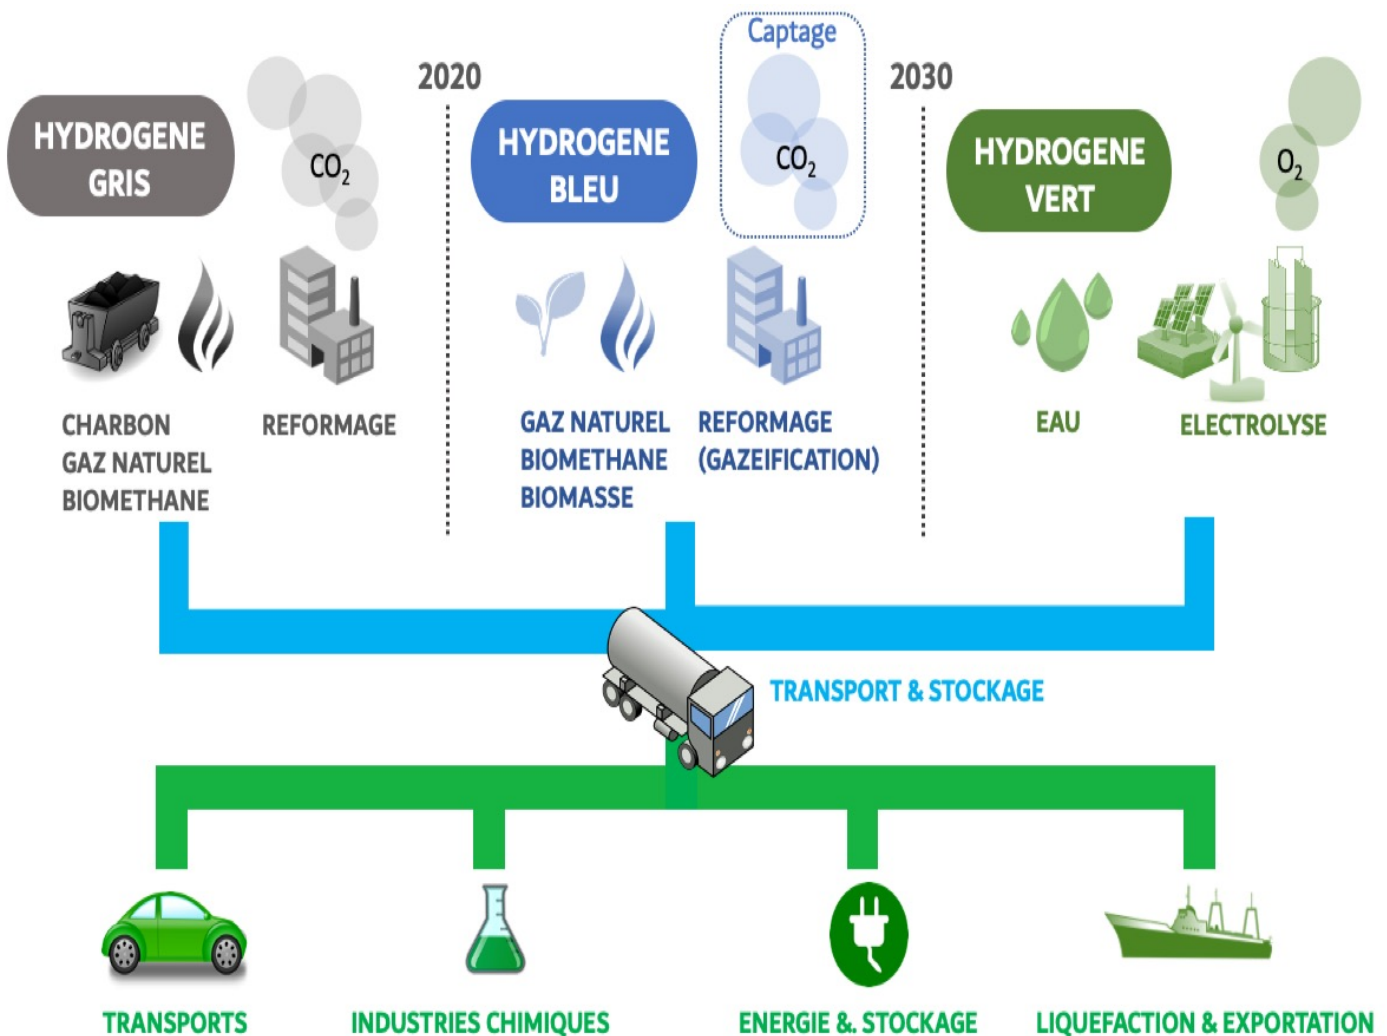 Captage
2020
2030
HYDROGENE
GRIS
CO₂
HYDROGENE
BLEU
CO₂
HYDROGENE
VERT
O₂
CHARBON
GAZ NATUREL
BIOMETHANE
REFORMAGE
GAZ NATUREL
BIOMETHANE
BIOMASSE
REFORMAGE
(GAZEIFICATION)
EAU
ELECTROLYSE
TRANSPORT & STOCKAGE
TRANSPORTS
INDUSTRIES CHIMIQUES
ENERGIE &. STOCKAGE
LIQUEFACTION & EXPORTATION